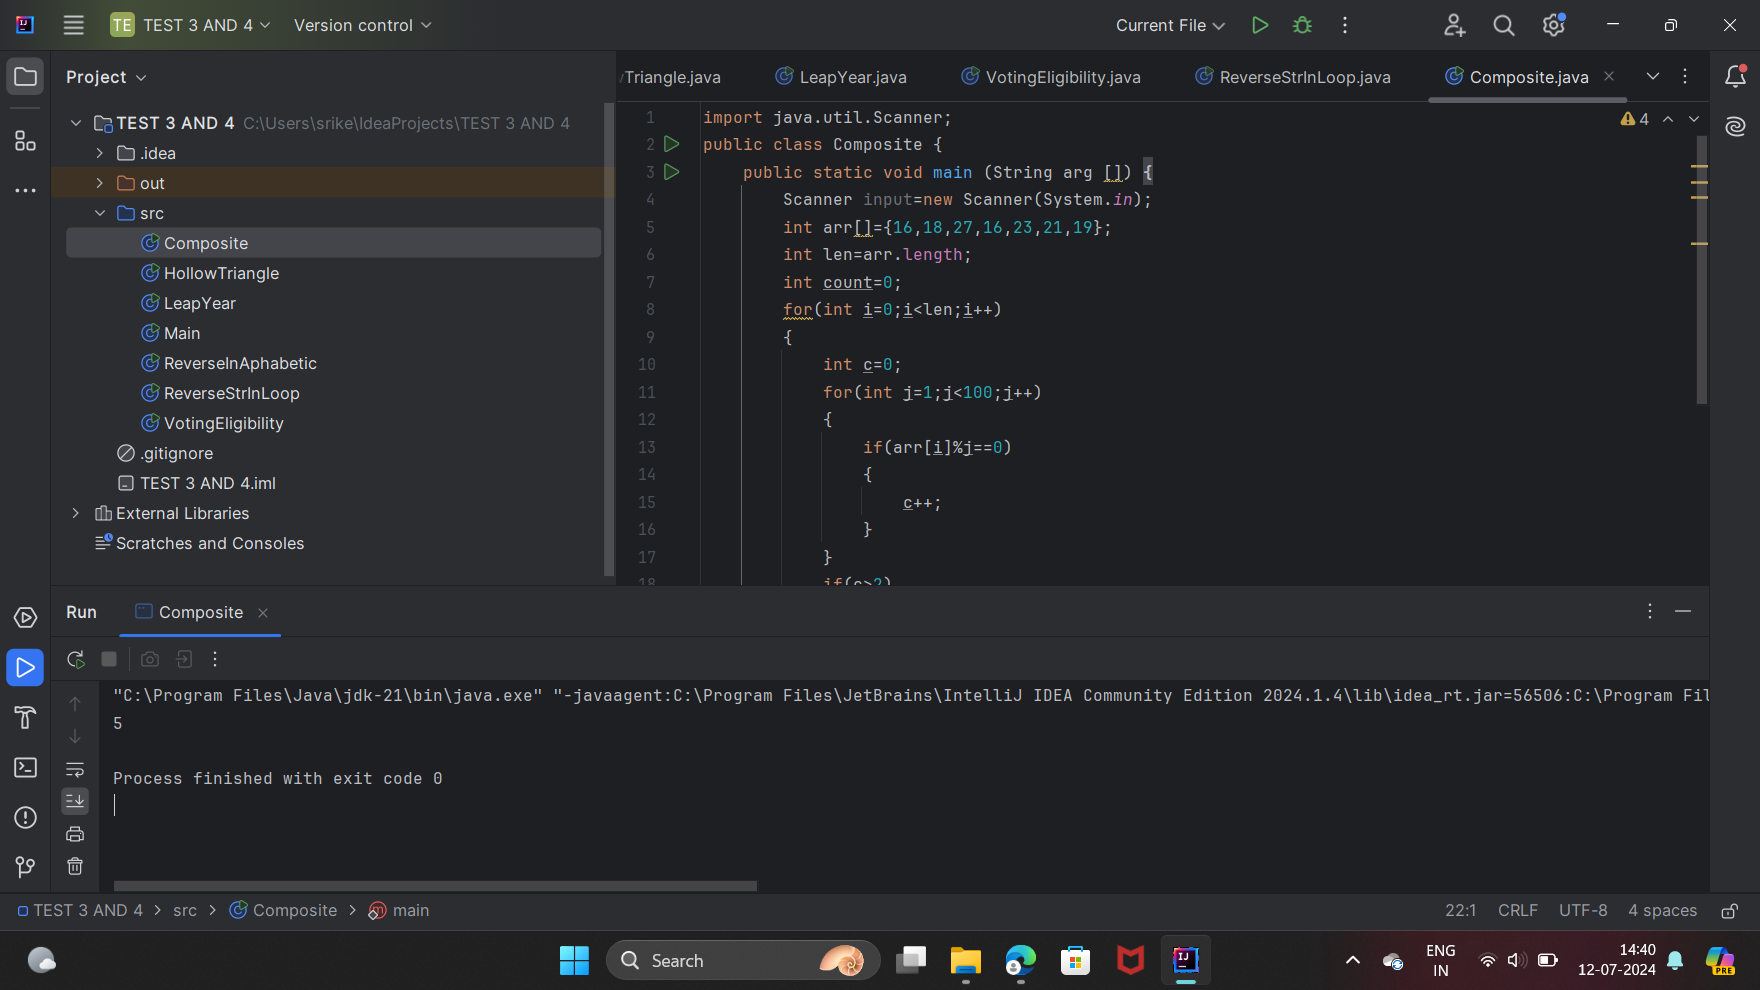 TE TEST 3 AND 4 Version control Current File
Project
TEST 3 AND 4 C:\Users\srike\IdeaProjects\TEST 3 AND 4
.idea
out
src
Composite
HollowTriangle
LeapYear
Main
ReverseInAphabetic
ReverseStrInLoop
VotingEligibility
.gitignore
TEST 3 AND 4.iml
External Libraries
Scratches and Consoles
Triangle.java LeapYear.java VotingEligibility.java ReverseStrInLoop.java Composite.java
4
1 import java.util.Scanner;
2 public class Composite {
3 public static void main (String arg []) {
4 Scanner input=new Scanner(System.in);
5 int arr[]={16,18,27,16,23,21,19};
6 int len=arr.length;
7 int count=0;
8 for(int i=0;i<len;i++)
9 {
10 int c=0;
11 for(int j=1;j<100;j++)
12 {
13 if(arr[i]%j==0)
14 {
15 c++;
16 }
17 }
18 if(c>2)
Run Composite
"C:\Program Files\Java\jdk-21\bin\java.exe" "-javaagent:C:\Program Files\JetBrains\IntelliJ IDEA Community Edition 2024.1.4\lib\idea_rt.jar=56506:C:\Program Fil
5
Process finished with exit code 0
TEST 3 AND 4 > src > Composite > main 22:1 CRLF UTF-8 4 spaces
Search
ENG
IN
14:40
12-07-2024
PRE